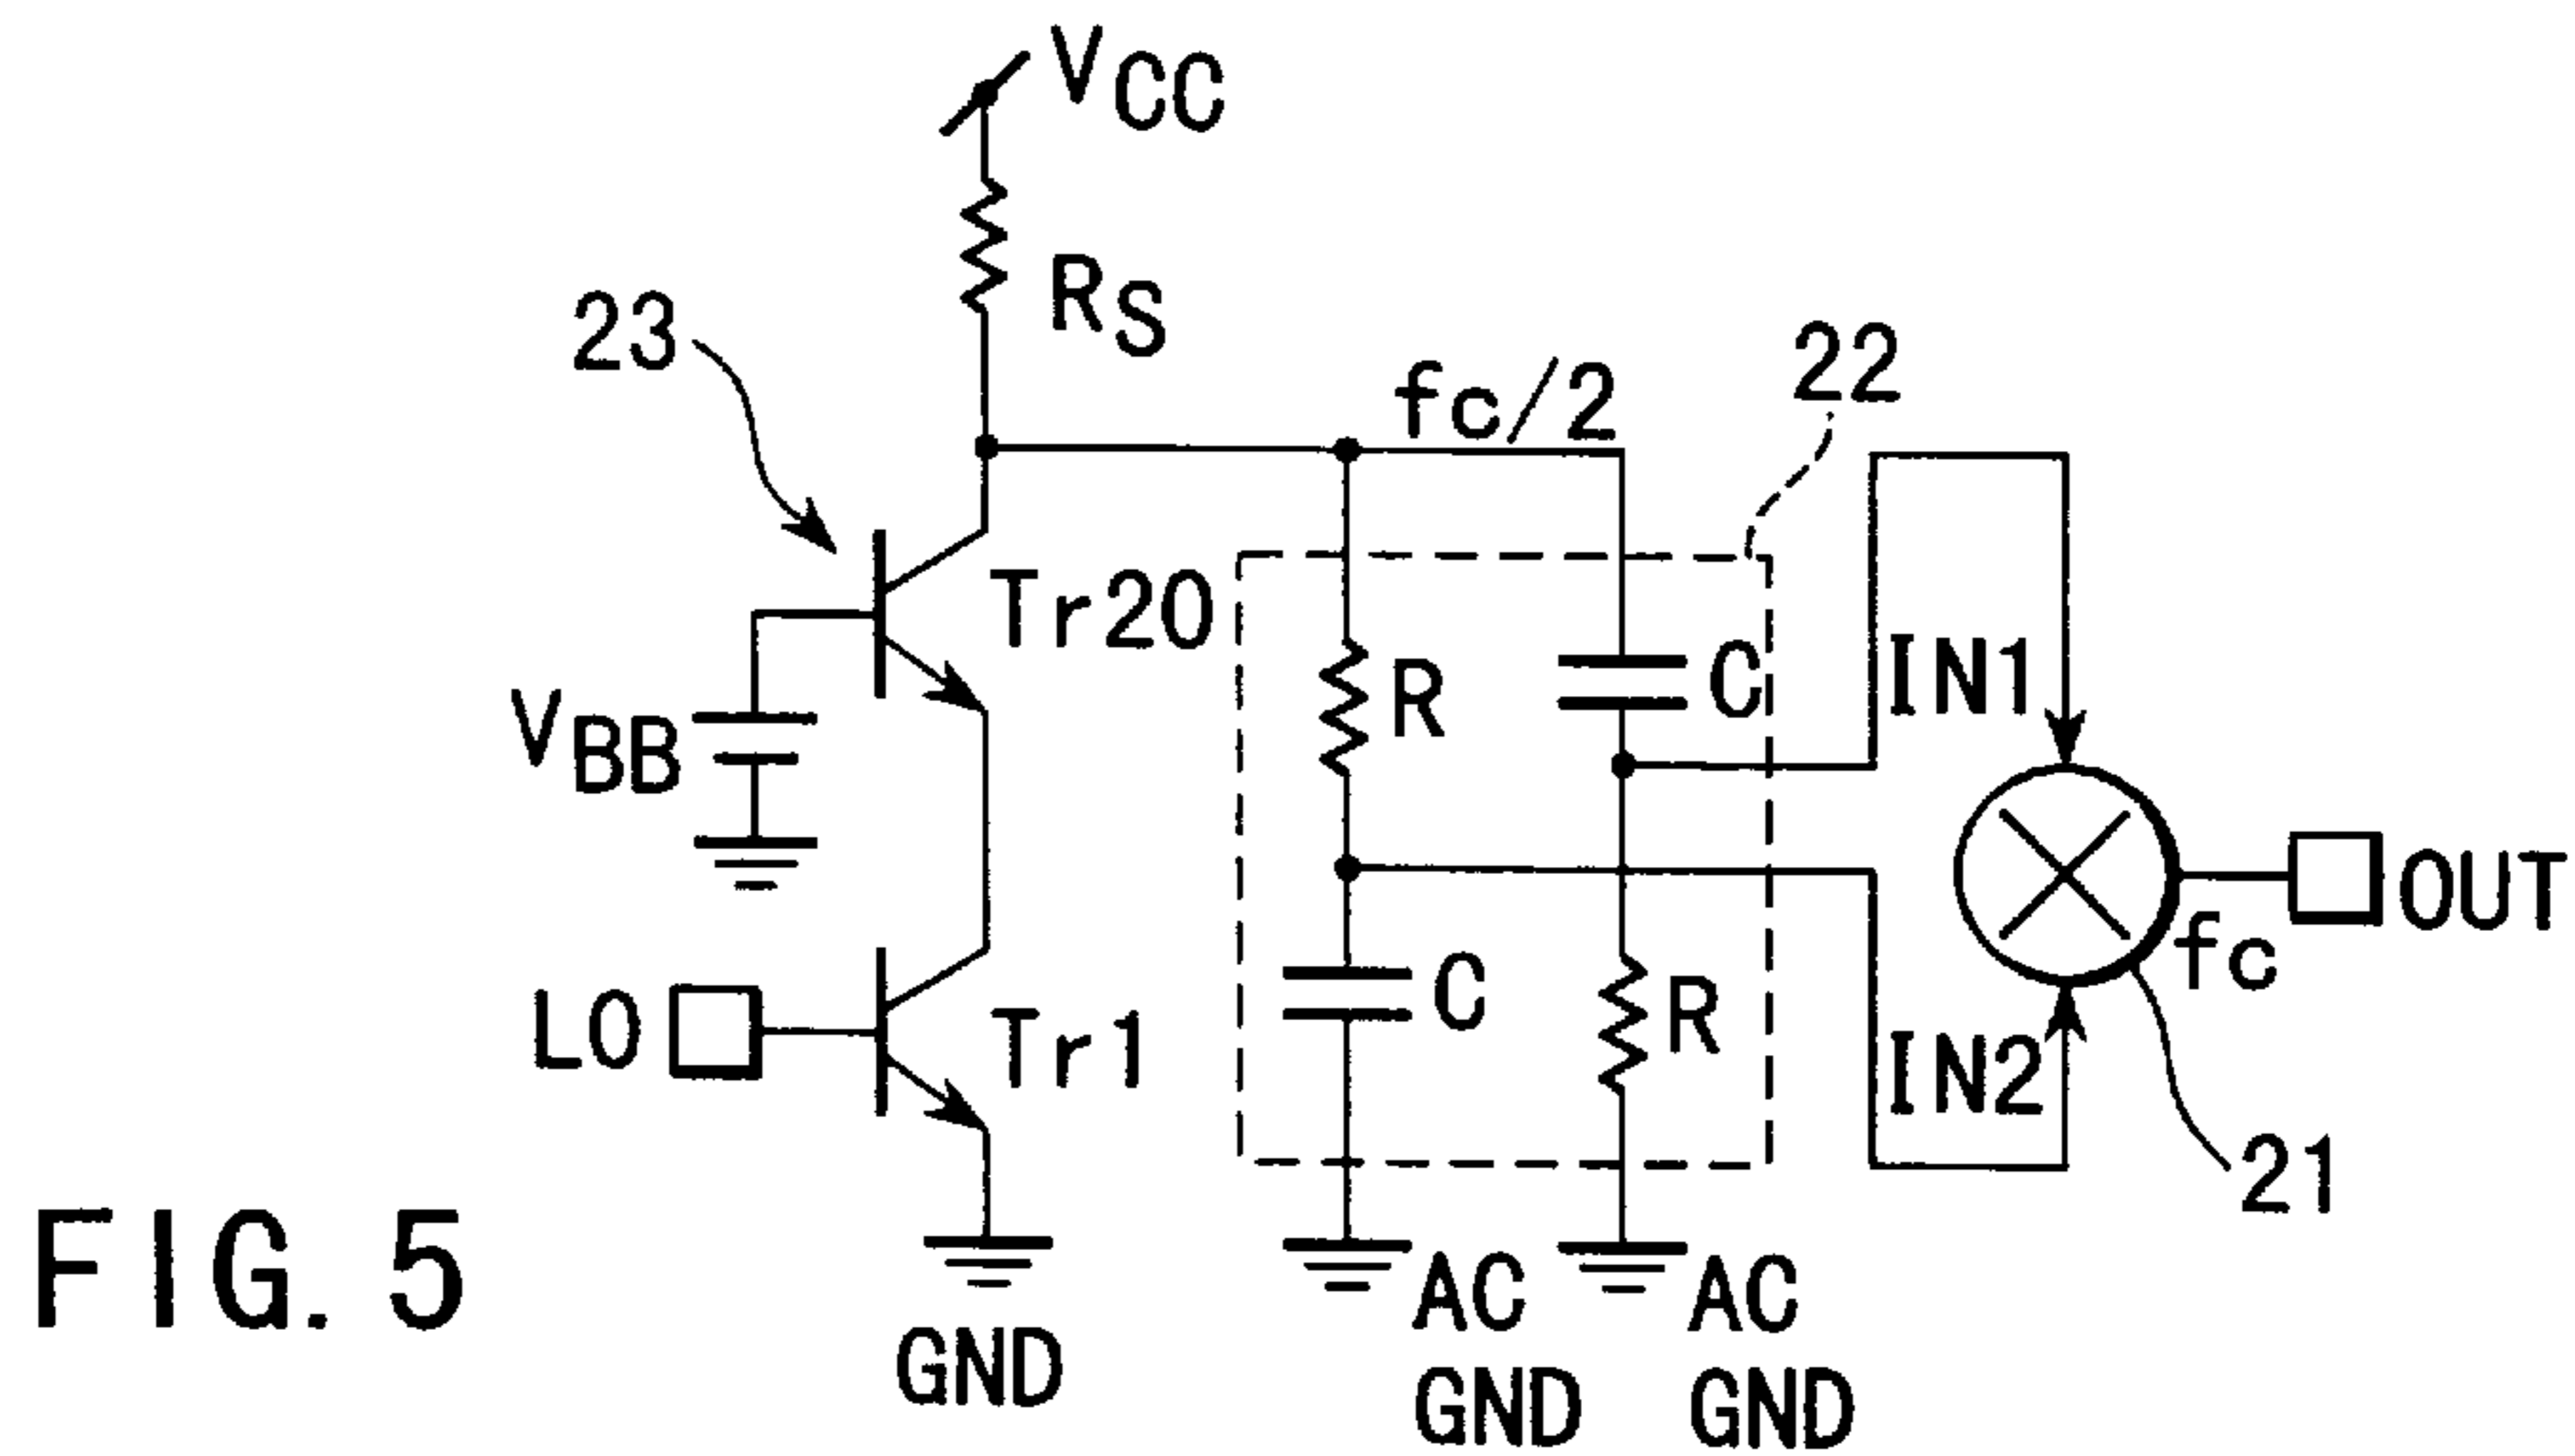 VCC
RS
23
fc/2
22
Tr20
R
C
IN1
VBB
OUT
fc
LO
Tr1
C
R
IN2
21
FIG. 5
GND
AC
GND
AC
GND